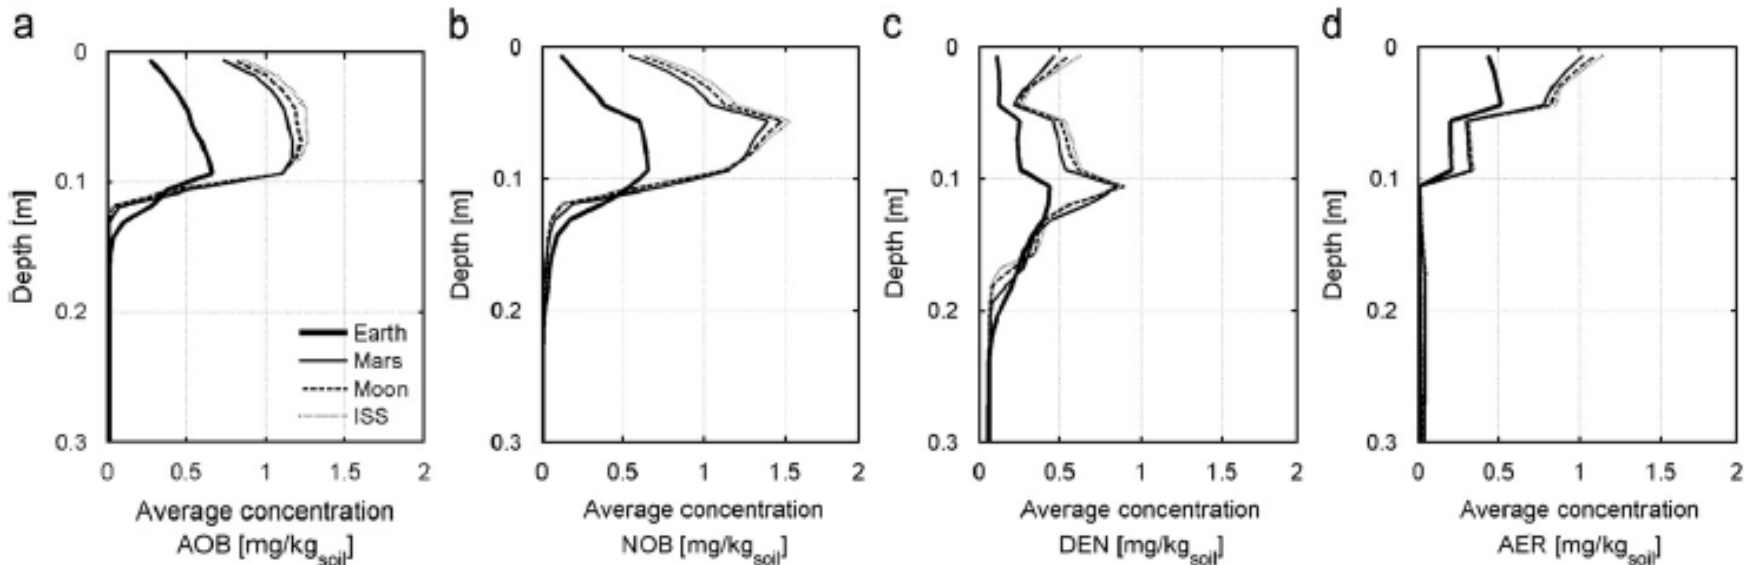 a
0
0.1
0.2
0.3
Depth [m]
Earth
Mars
Moon
ISS
0 0.5 1 1.5 2
Average concentration
AOB [mg/kgsoil]
b
0
0.1
0.2
0.3
Depth [m]
0 0.5 1 1.5 2
Average concentration
NOB [mg/kgsoil]
c
0
0.1
0.2
0.3
Depth [m]
0 0.5 1 1.5 2
Average concentration
DEN [mg/kgsoil]
d
0
0.1
0.2
0.3
Depth [m]
0 0.5 1 1.5 2
Average concentration
AER [mg/kgsoil]